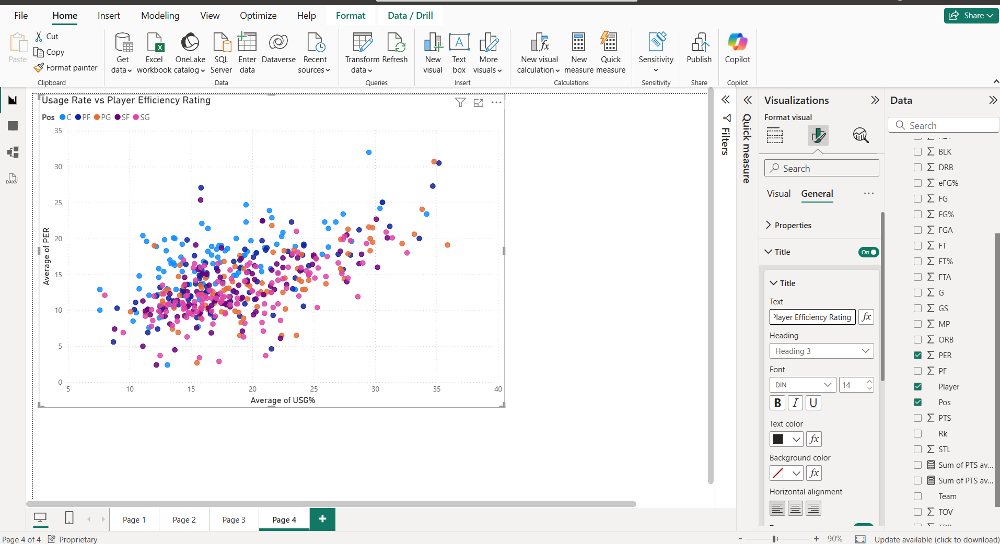 File Home Insert Modeling View Optimize Help Format Data / Drill Share
Paste
Cut
Copy
Format painter
Clipboard
Get data
Excel workbook
OneLake catalog
SQL Server
Enter data
Dataverse
Recent sources
Data
Transform data
Refresh
Queries
New visual
Text box
More visuals
Insert
New visual calculation
New measure
Quick measure
Calculations
Sensitivity
Sensitivity
Publish
Share
Copilot
Copilot
DAX
Usage Rate vs Player Efficiency Rating
Pos C PF PG SF SG
35
30
25
20
15
10
5
0
5 10 15 20 25 30 35 40
Average of PER
Average of USG%
Filters
Quick measure
Visualizations
Format visual
Search
Visual General
Properties
Title On
Title
Text
Player Efficiency Rating fx
Heading
Heading 3
Font
DIN 14
B I U
Text color
fx
Background color
fx
Horizontal alignment
Data
Search
BLK
DRB
eFG%
FG
FG%
FGA
FT
FT%
FTA
G
GS
MP
ORB
PER
PF
Player
Pos
PTS
Rk
STL
Sum of PTS av...
Sum of PTS av...
Team
TOV
Page 1 Page 2 Page 3 Page 4 +
Page 4 of 4 Proprietary - + 90% Update available (click to download)